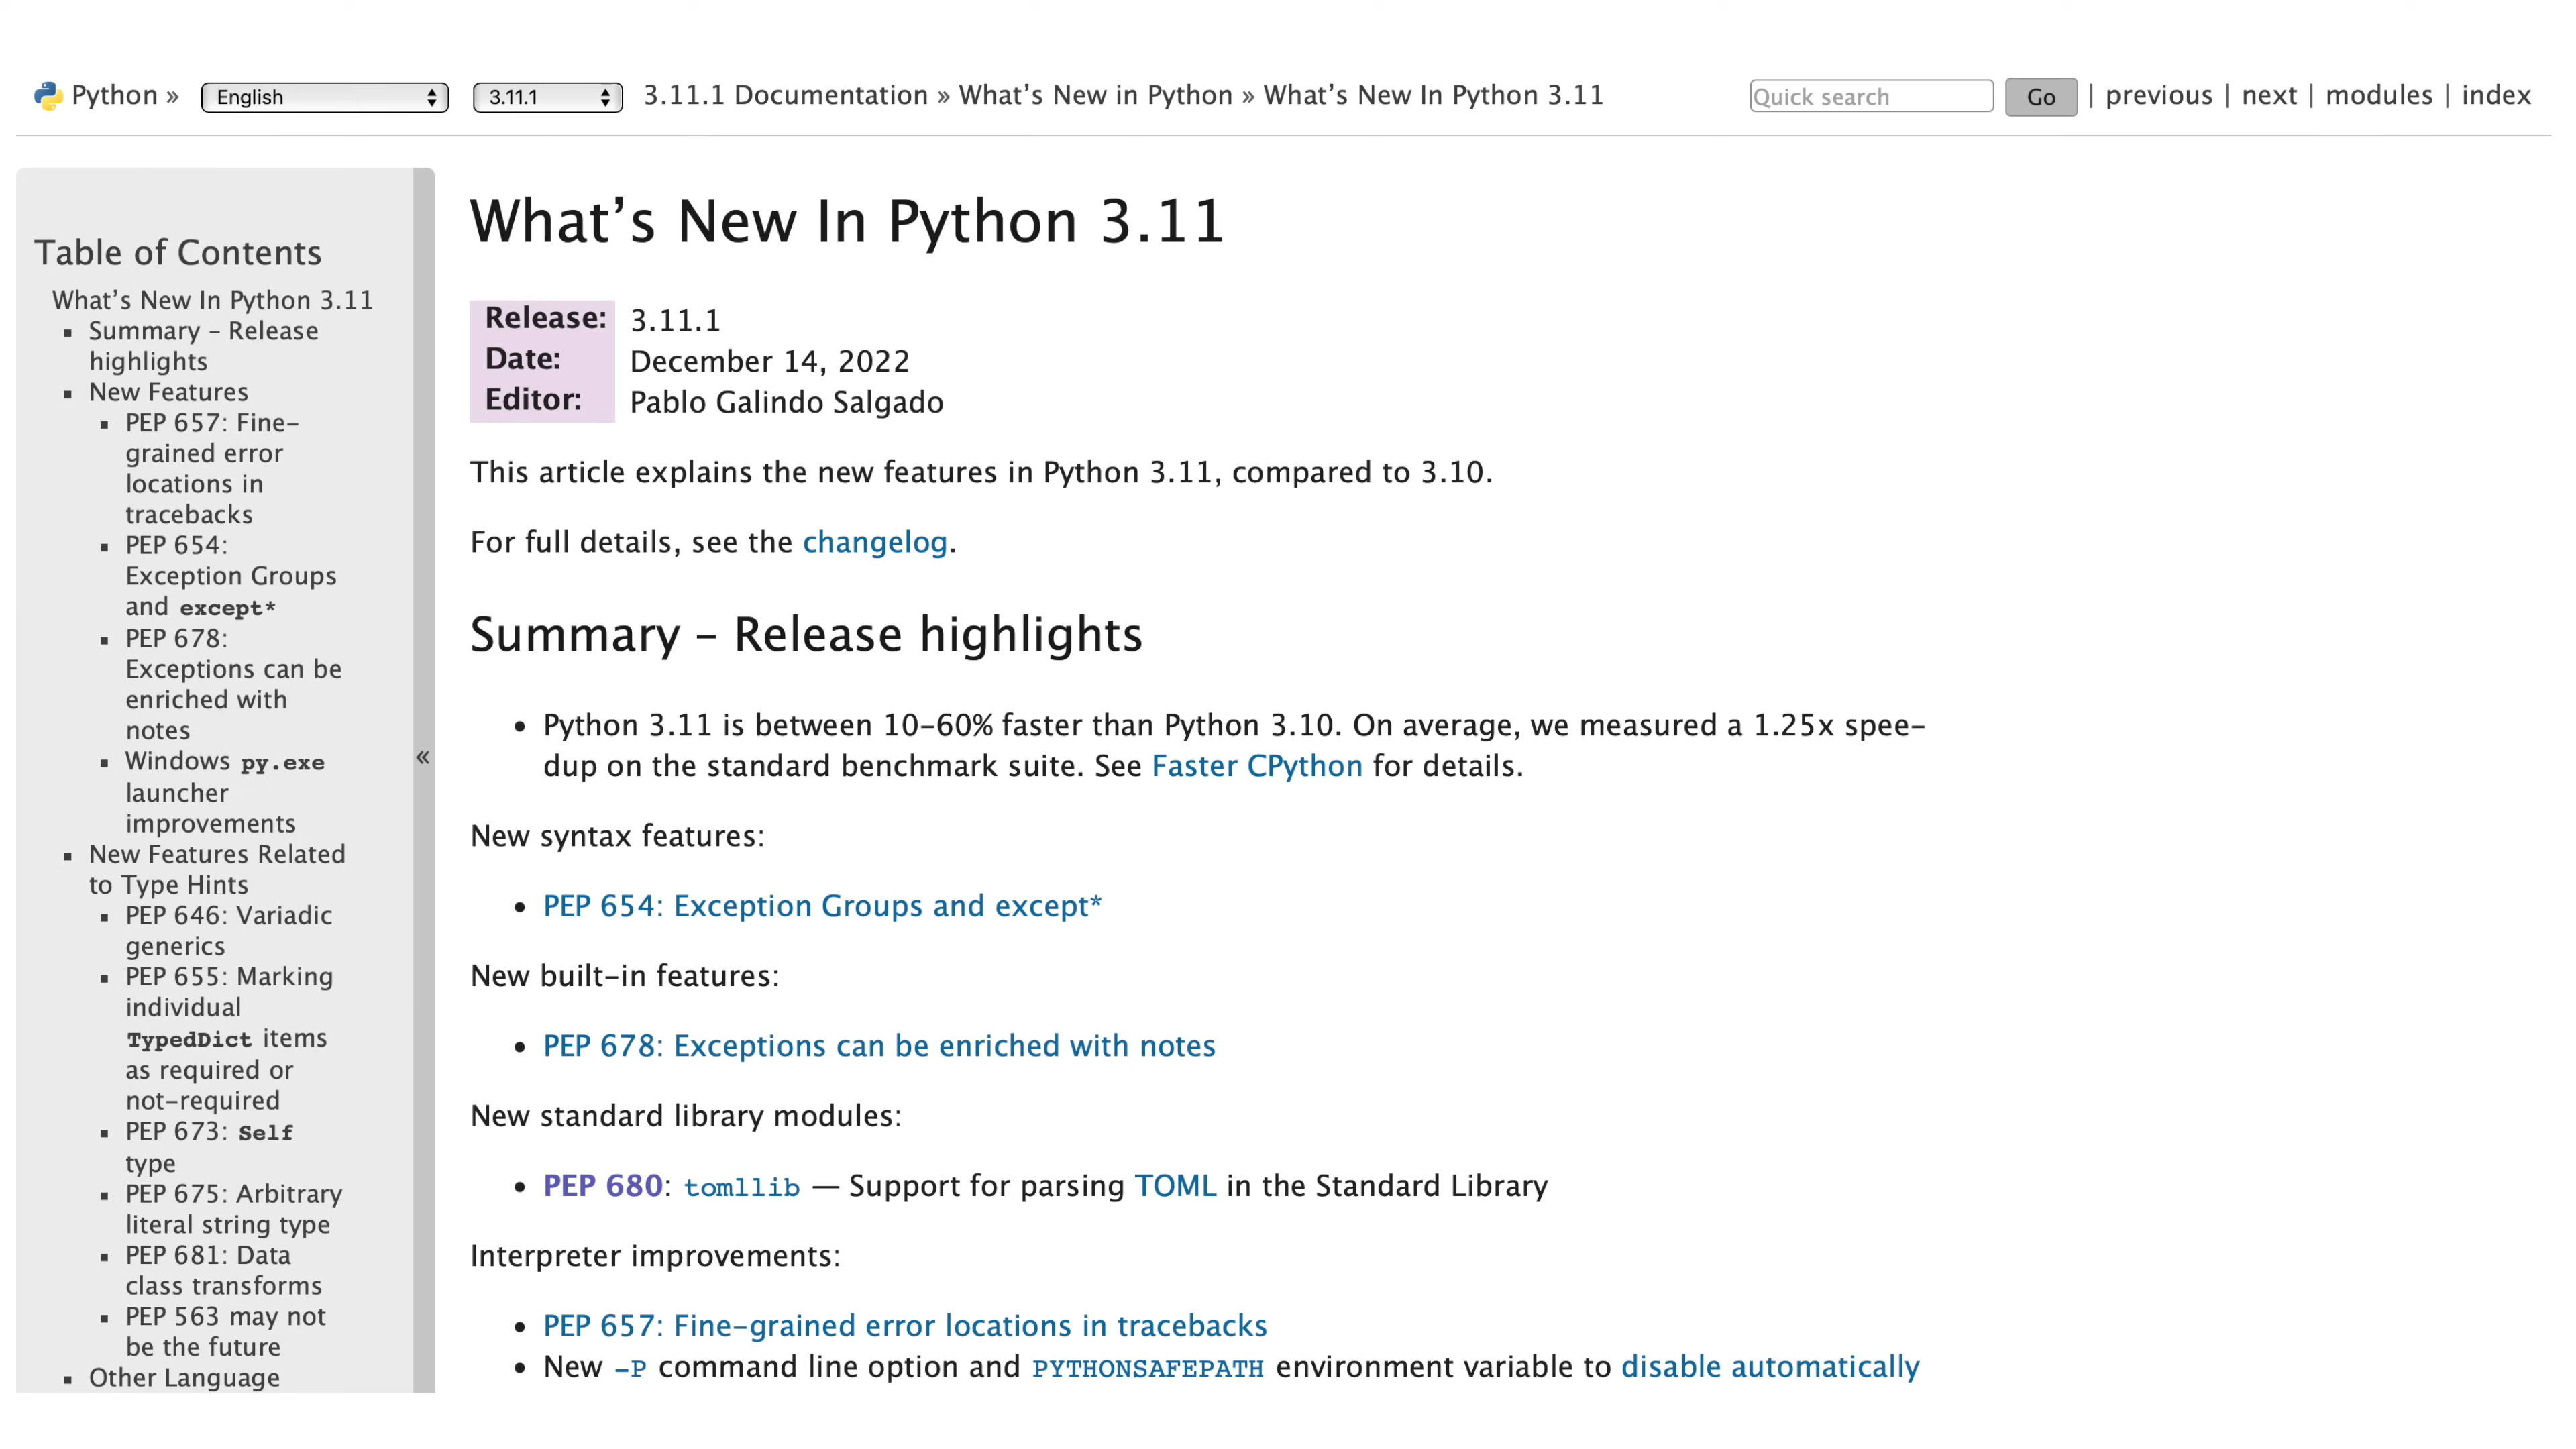 Python » English 3.11.1 3.11.1 Documentation » What’s New in Python » What’s New In Python 3.11 Quick search Go | previous | next | modules | index
Table of Contents
What’s New In Python 3.11
▪ Summary – Release
highlights
▪ New Features
▪ PEP 657: Fine-
grained error
locations in
tracebacks
▪ PEP 654:
Exception Groups
and except*
▪ PEP 678:
Exceptions can be
enriched with
notes
▪ Windows py.exe
launcher
improvements
▪ New Features Related
to Type Hints
▪ PEP 646: Variadic
generics
▪ PEP 655: Marking
individual
TypedDict items
as required or
not-required
▪ PEP 673: Self
type
▪ PEP 675: Arbitrary
literal string type
▪ PEP 681: Data
class transforms
▪ PEP 563 may not
be the future
▪ Other Language
«
What’s New In Python 3.11
Release: 3.11.1
Date: December 14, 2022
Editor: Pablo Galindo Salgado
This article explains the new features in Python 3.11, compared to 3.10.
For full details, see the changelog.
Summary – Release highlights
• Python 3.11 is between 10-60% faster than Python 3.10. On average, we measured a 1.25x spee-
dup on the standard benchmark suite. See Faster CPython for details.
New syntax features:
• PEP 654: Exception Groups and except*
New built-in features:
• PEP 678: Exceptions can be enriched with notes
New standard library modules:
• PEP 680: tomllib — Support for parsing TOML in the Standard Library
Interpreter improvements:
• PEP 657: Fine-grained error locations in tracebacks
• New -P command line option and PYTHONSAFEPATH environment variable to disable automatically